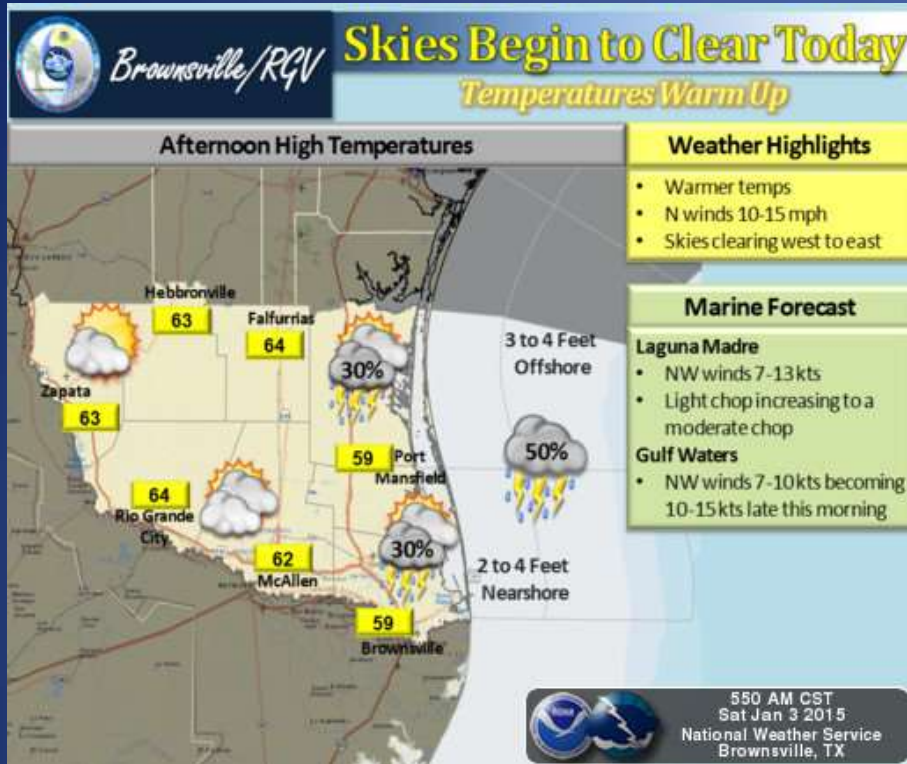 Brownsville/RGV
Skies Begin to Clear Today
Temperatures Warm Up
Afternoon High Temperatures
Hebbronville
63
Falfurrias
64
30%
Zapata
63
59
Port
Mansfield
64
Rio Grande
City
62
McAllen
30%
59
Brownsville
3 to 4 Feet
Offshore
50%
2 to 4 Feet
Nearshore
Weather Highlights
• Warmer temps
• N winds 10-15 mph
• Skies clearing west to east
Marine Forecast
Laguna Madre
• NW winds 7-13 kts
• Light chop increasing to a
moderate chop
Gulf Waters
• NW winds 7-10 kts becoming
10-15 kts late this morning
550 AM CST
Sat Jan 3 2015
National Weather Service
Brownsville, TX